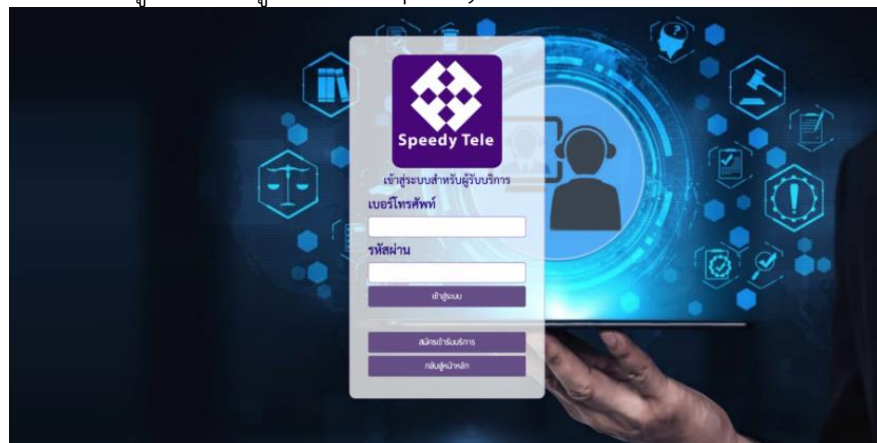 Speedy Tele
เข้าสู่ระบบสำหรับผู้รับบริการ
เบอร์โทรศัพท์
รหัสผ่าน
เข้าสู่ระบบ
สมัครเข้ารับบริการ
กลับสู่หน้าหลัก